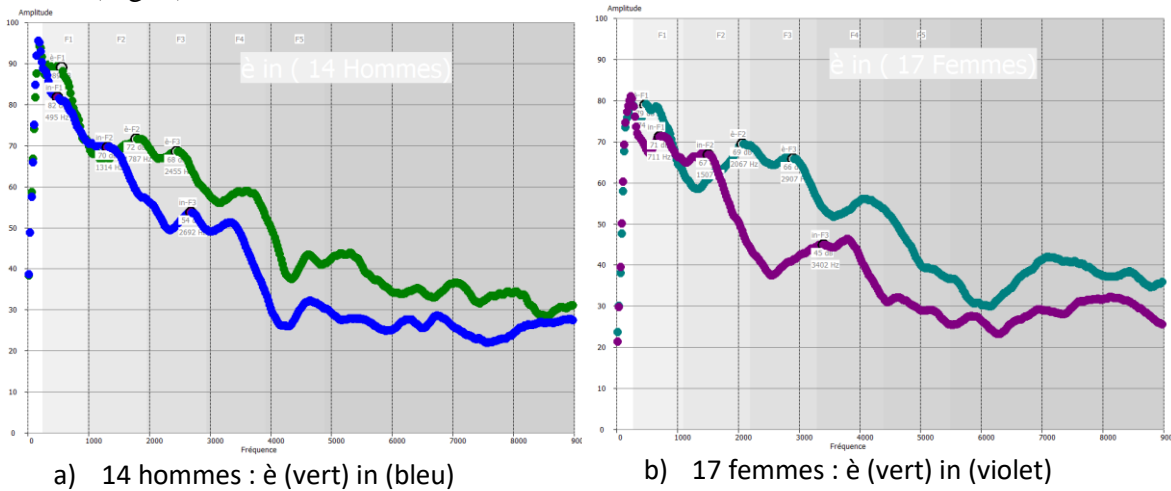 Amplitude
100
90
80
70
60
50
40
30
20
10
0
F1 F2 F3 F4 F5
è in ( 14 Hommes)
è-F1
in-F1
82
495 Hz
in-F2
70 d
1314 H
è-F2
72 d
1787 Hz
è-F3
68 d
2455 Hz
in-F3
54
2692 Hz
0 1000 2000 3000 4000 5000 6000 7000 8000 900
Fréquence
a) 14 hommes : è (vert) in (bleu)
Amplitude
100
90
80
70
60
50
40
30
20
10
0
F1 F2 F3 F4 F5
è in ( 17 Femmes)
in-F1
71 d
711 Hz
in-F2
67
1507
è-F2
69 d
2067 Hz
è-F3
66 d
2907 Hz
in-F3
45 d
3402 Hz
0 1000 2000 3000 4000 5000 6000 7000 8000 900
Fréquence
b) 17 femmes : è (vert) in (violet)